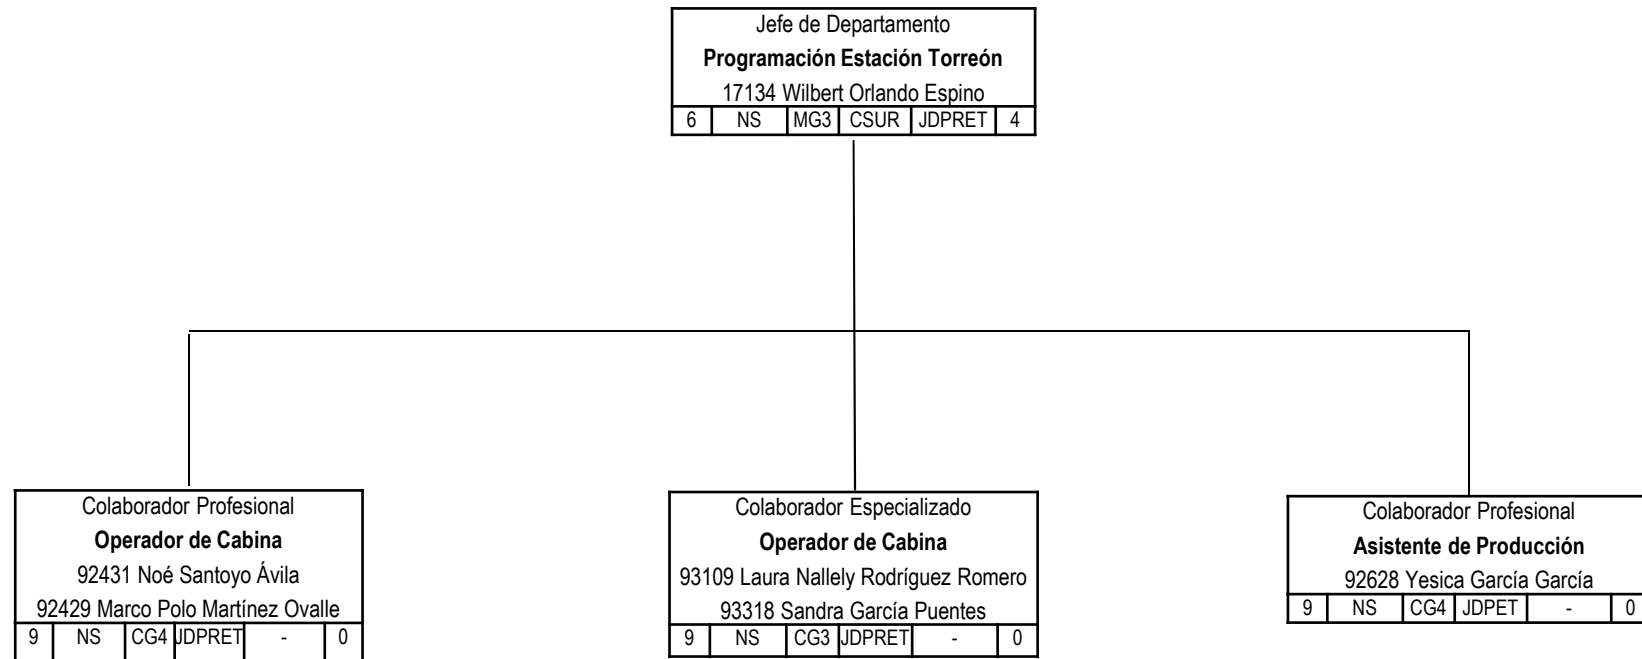 Jefe de Departamento
Programación Estación Torreón
17134 Wilbert Orlando Espino
6 NS MG3 CSUR JDPRET 4
Colaborador Profesional
Operador de Cabina
92431 Noé Santoyo Ávila
92429 Marco Polo Martínez Ovalle
9 NS CG4 JDPRET - 0
Colaborador Especializado
Operador de Cabina
93109 Laura Nallely Rodríguez Romero
93318 Sandra García Puentes
9 NS CG3 JDPRET - 0
Colaborador Profesional
Asistente de Producción
92628 Yesica García García
9 NS CG4 JDPET - 0